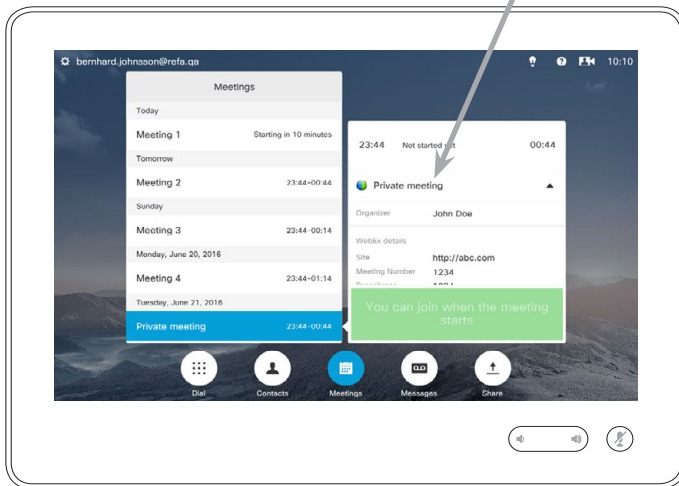 bernhard.johnsson@refa.qa
10:10
Meetings
Today
Meeting 1 Starting in 10 minutes
Tomorrow
Meeting 2 23:44-00:44
Sunday
Meeting 3 23:44-00:14
Monday, June 20, 2016
Meeting 4 23:44-01:14
Tuesday, June 21, 2016
Private meeting 23:44-00:44
23:44 Not started yet 00:44
Private meeting
Organizer John Doe
WebEx details
Site http://abc.com
Meeting Number 1234
You can join when the meeting
starts
Dial
Contacts
Meetings
Messages
Share